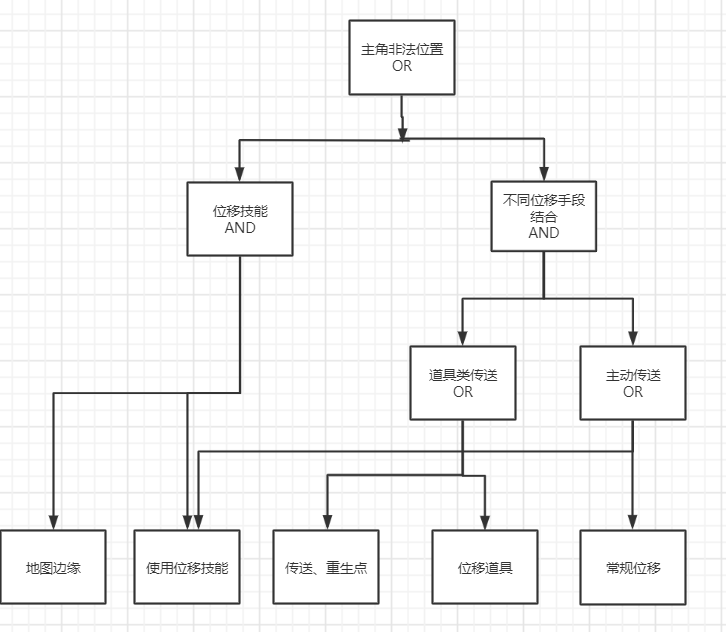 主角非法位置
OR
位移技能
AND
不同位移手段
结合
AND
道具类传送
OR
主动传送
OR
地图边缘
使用位移技能
传送、重生点
位移道具
常规位移